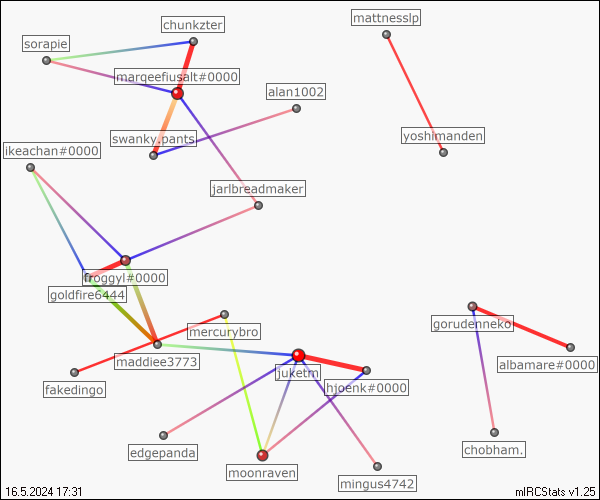 mattnesslp
chunkzter
sorapie
marqeefiusalt#0000
alan1002
yoshimanden
swanky.pants
ikeachan#0000
jarlbreadmaker
froggyl#0000
goldfire6444
mercurybro
gorudenneko
maddiee3773
albamare#0000
juketm
hjoenk#0000
fakedingo
edgepanda
chobham.
moonraven
mingus4742
16.5.2024 17:31
mIRCStats v1.25